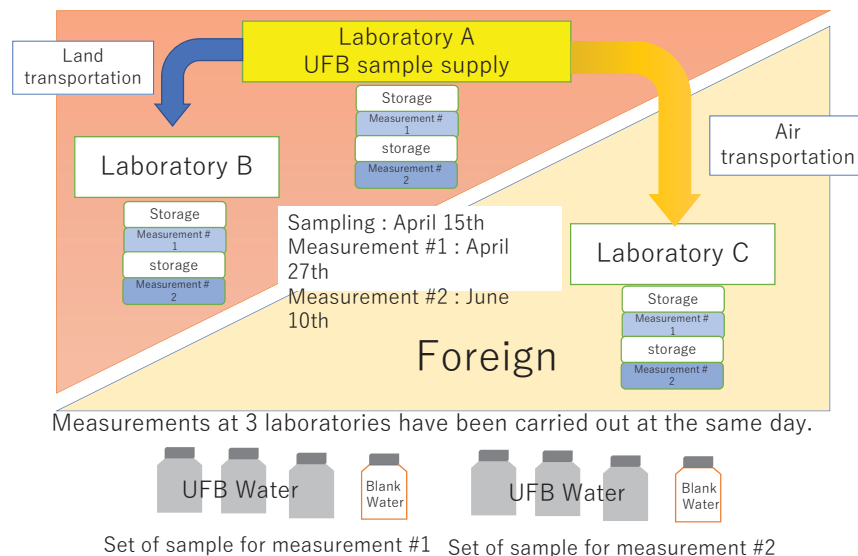 Land
transportation
Laboratory A
UFB sample supply
Storage
Measurement #
1
storage
Measurement #
2
Air
transportation
Laboratory B
Storage
Measurement #
1
storage
Measurement #
2
Sampling : April 15th
Measurement #1 : April
27th
Measurement #2 : June
10th
Laboratory C
Storage
Measurement #
1
storage
Measurement #
2
Foreign
Measurements at 3 laboratories have been carried out at the same day.
UFB Water
Blank
Water
UFB Water
Blank
Water
Set of sample for measurement #1
Set of sample for measurement #2